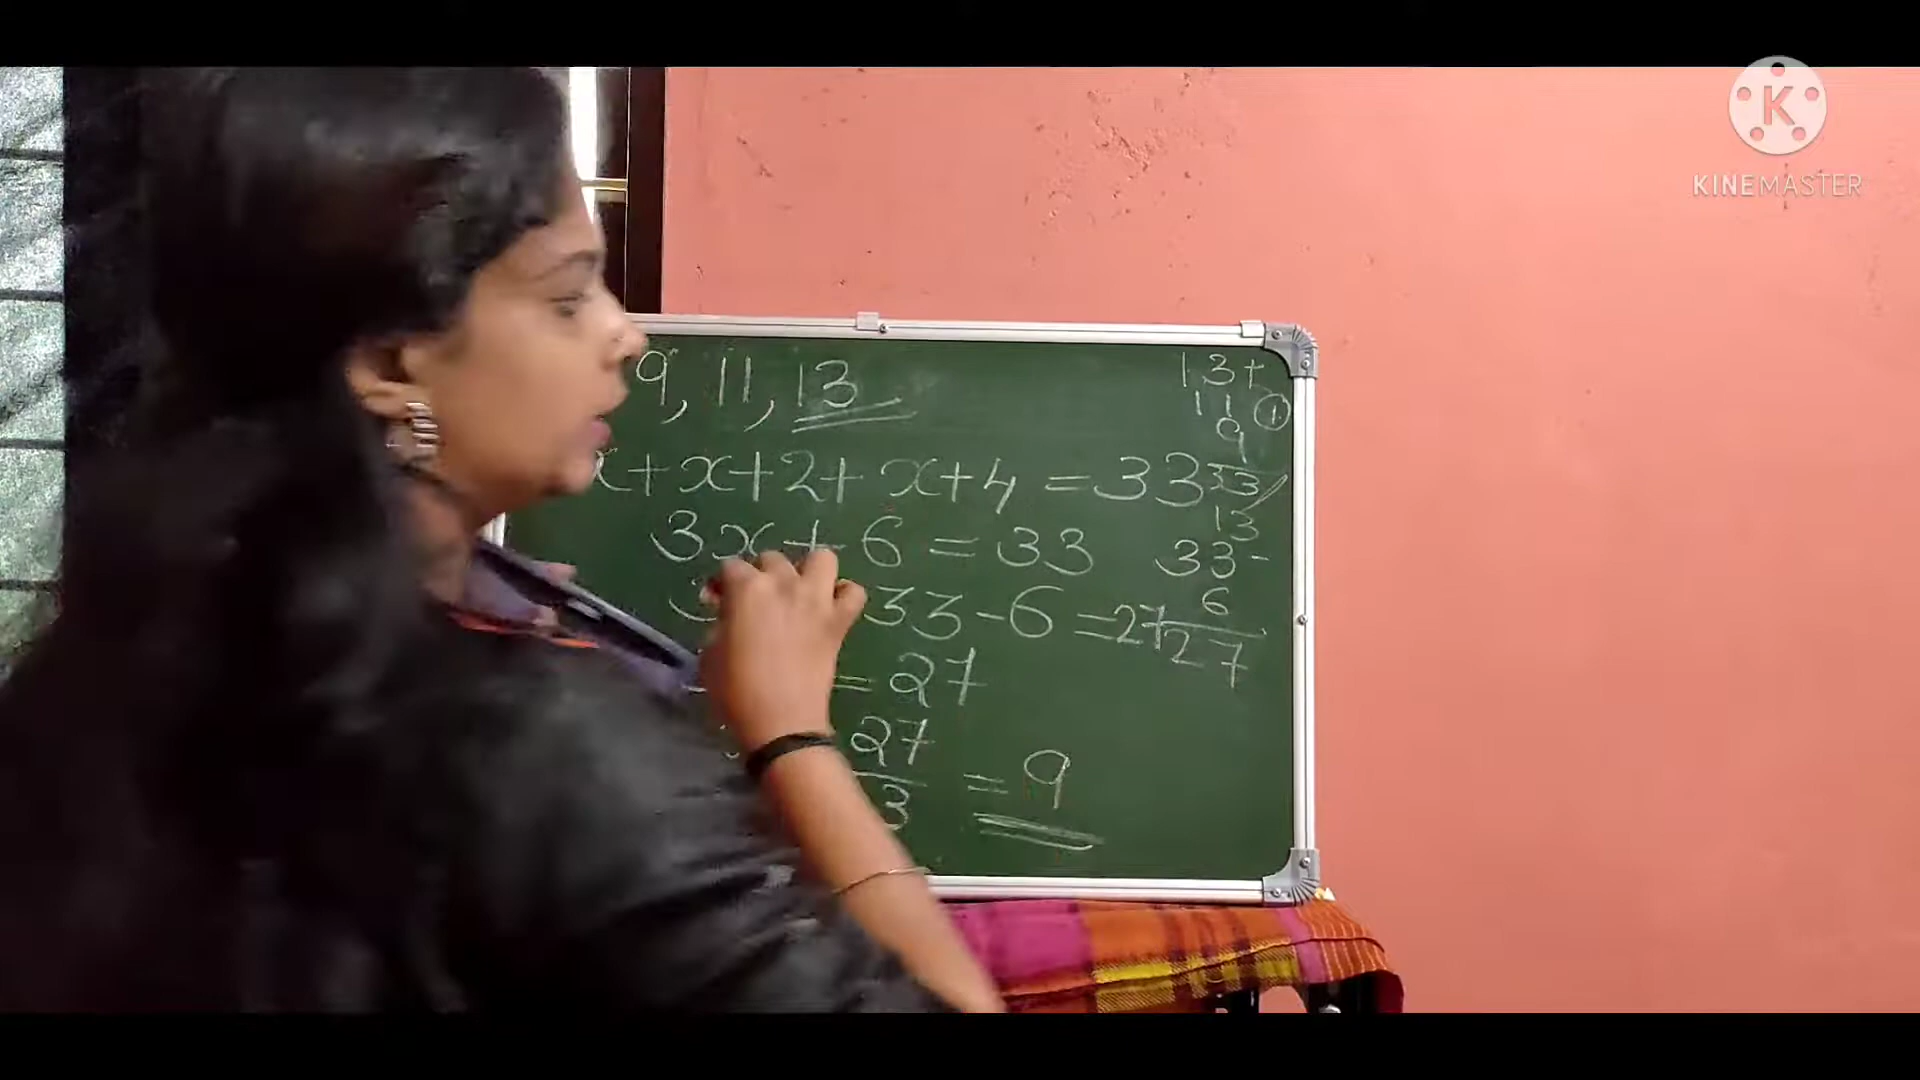 K
KINEMASTER
9, 11, 13
x+x+2+x+4 = 33
3x+6 = 33
33-6 =27
= 27
27
3
= 9
13+
11
9
33
13
33-
6
27